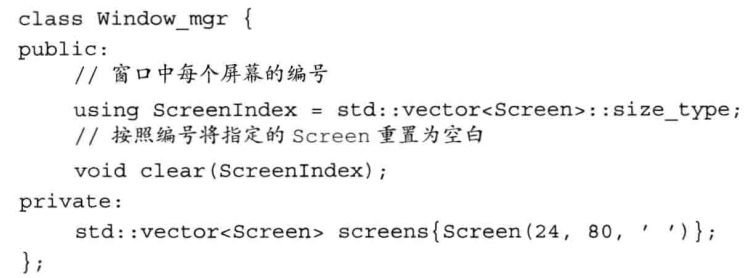 class Window_mgr {
public:
    // 窗口中每个屏幕的编号
    using ScreenIndex = std::vector<Screen>::size_type;
    // 按照编号将指定的 Screen 重置为空白
    void clear(ScreenIndex);
private:
    std::vector<Screen> screens{Screen(24, 80, ' ')};
};